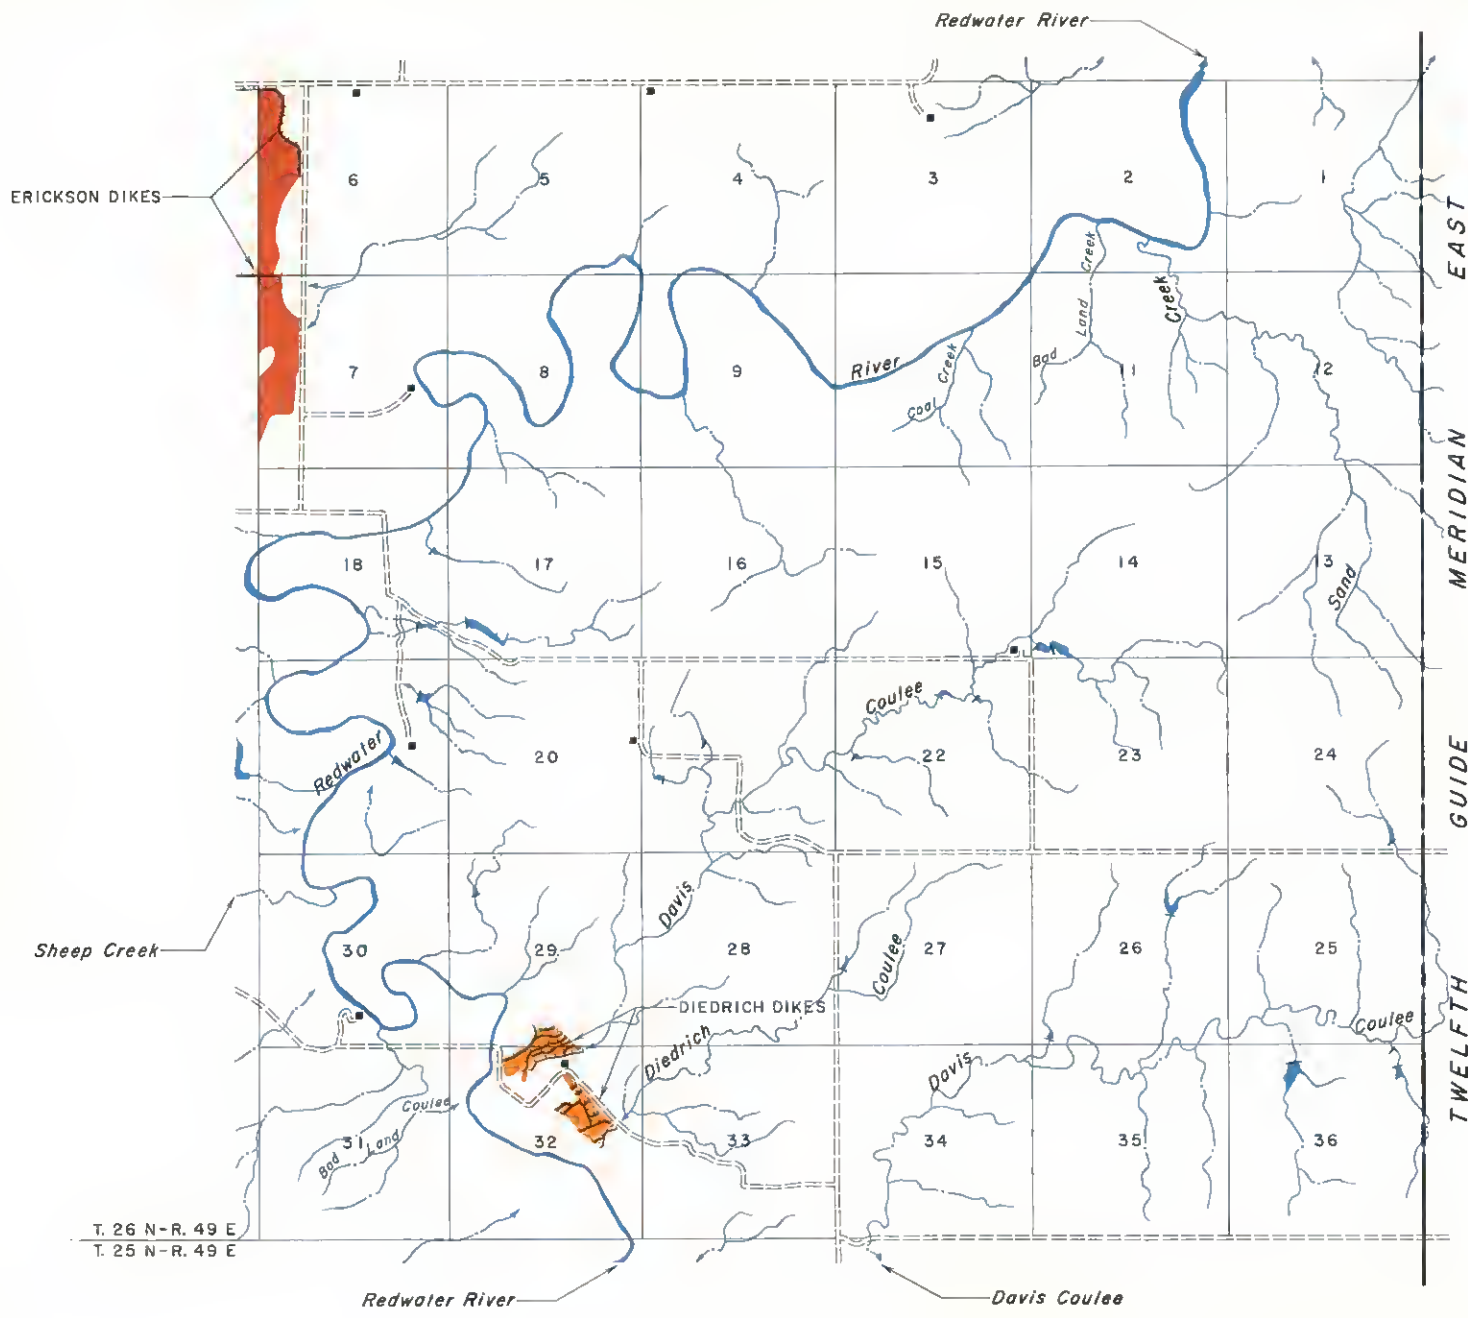 Redwater River
ERICKSON DIKES
6
5
4
3
2
1
EAST
Bad Land Creek
Creek
7
8
9
River
Coal Creek
11
12
MERIDIAN
18
17
16
15
14
13
Sand
Redwater
20
Coulee
22
23
24
GUIDE
Sheep Creek
30
29
Davis
28
Coulee
27
26
25
DIEDRICH DIKES
Diedrich
Davis
Coulee
TWELFTH
Bad Land Coulee
31
32
33
34
35
36
T. 26 N-R. 49 E
T. 25 N-R. 49 E
Redwater River
Davis Coulee